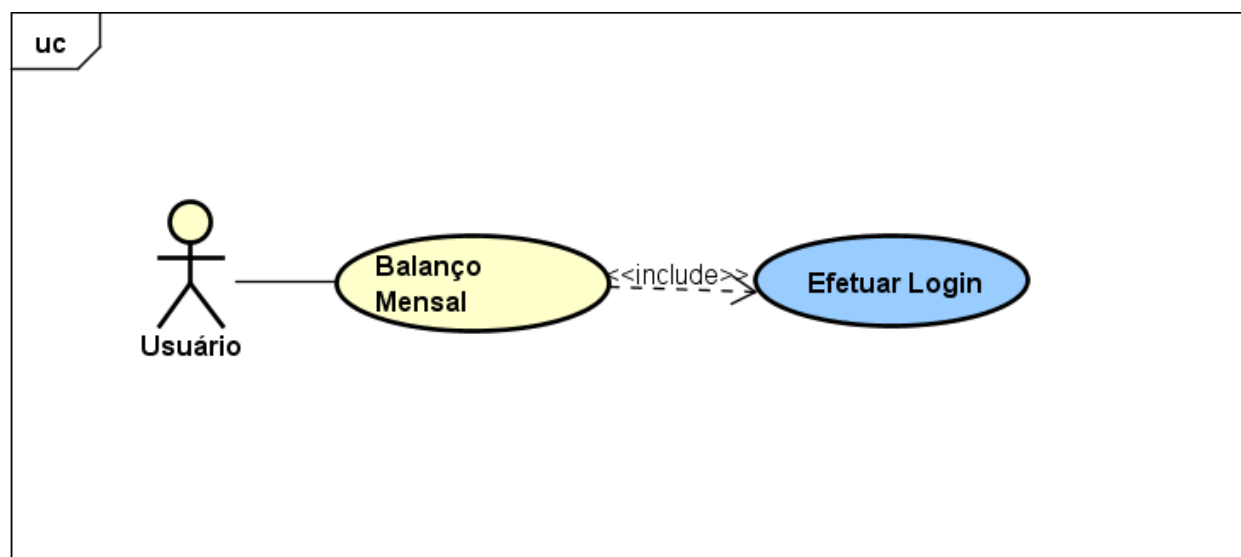 uc
Balanço
Mensal
<<include>>
Efetuar Login
Usuário